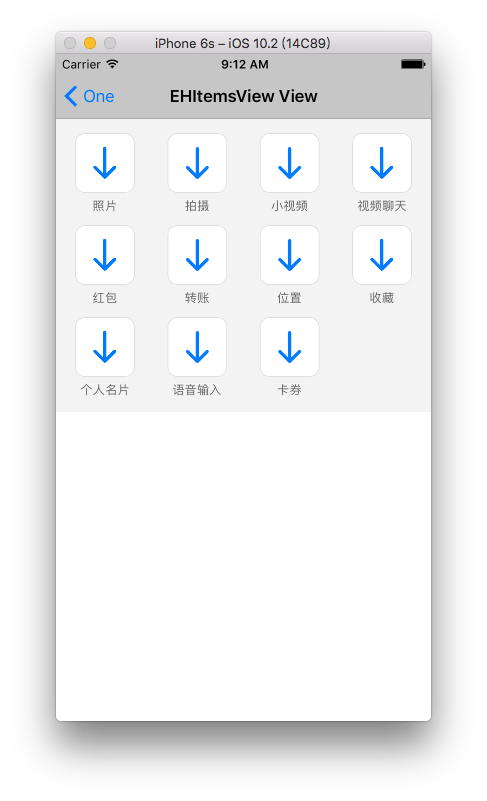 iPhone 6s – iOS 10.2 (14C89)
Carrier 9:12 AM
One EHItemsView View
照片 拍摄 小视频 视频聊天
红包 转账 位置 收藏
个人名片 语音输入 卡券